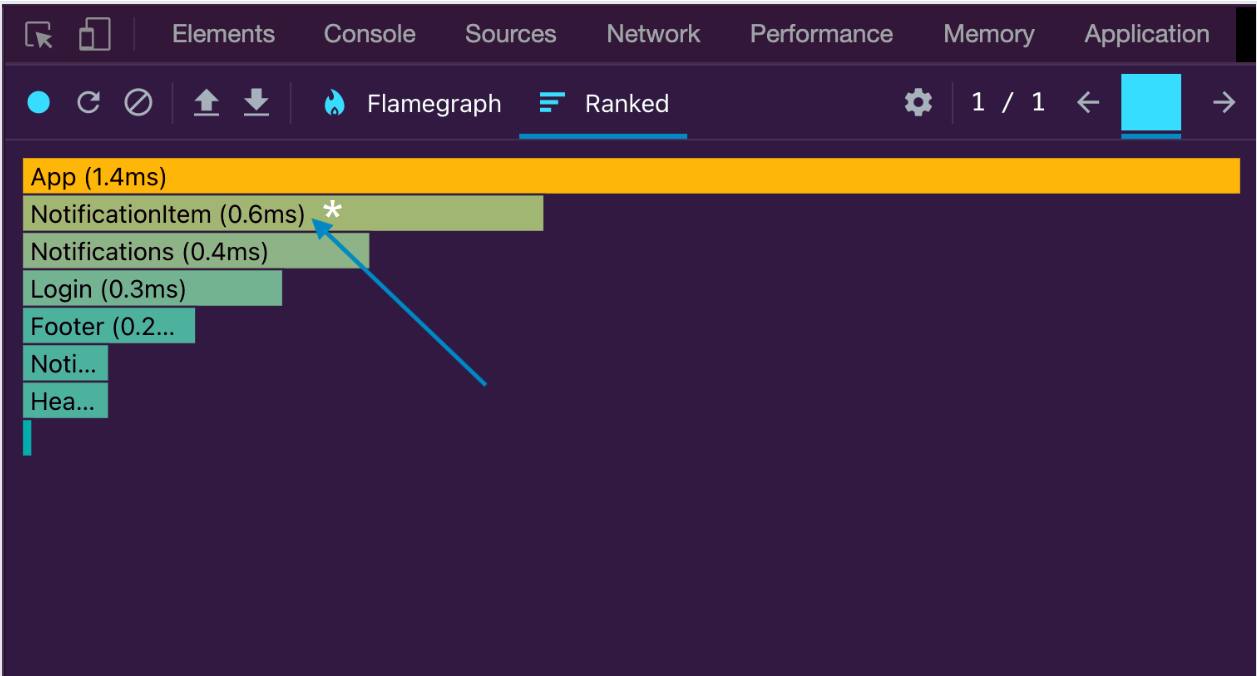 Elements Console Sources Network Performance Memory Application
Flamegraph Ranked 1 / 1
App (1.4ms)
NotificationItem (0.6ms) *
Notifications (0.4ms)
Login (0.3ms)
Footer (0.2...
Noti...
Hea...